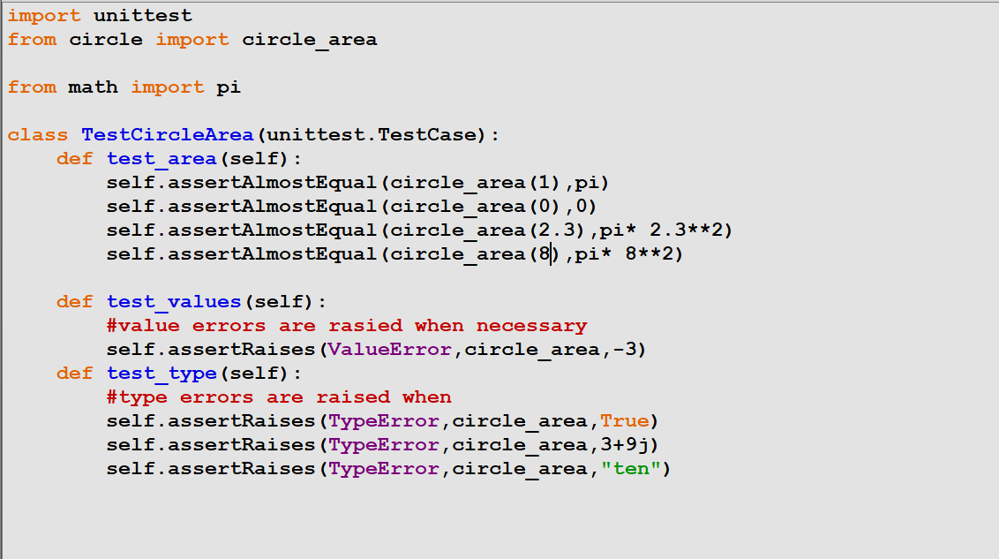 import unittest
from circle import circle_area
from math import pi
class TestCircleArea(unittest.TestCase):
def test_area(self):
self.assertAlmostEqual(circle_area(1),pi)
self.assertAlmostEqual(circle_area(0),0)
self.assertAlmostEqual(circle_area(2.3),pi* 2.3**2)
self.assertAlmostEqual(circle_area(8),pi* 8**2)
def test_values(self):
#value errors are rasied when necessary
self.assertRaises(ValueError,circle_area,-3)
def test_type(self):
#type errors are raised when
self.assertRaises(TypeError,circle_area,True)
self.assertRaises(TypeError,circle_area,3+9j)
self.assertRaises(TypeError,circle_area,"ten")